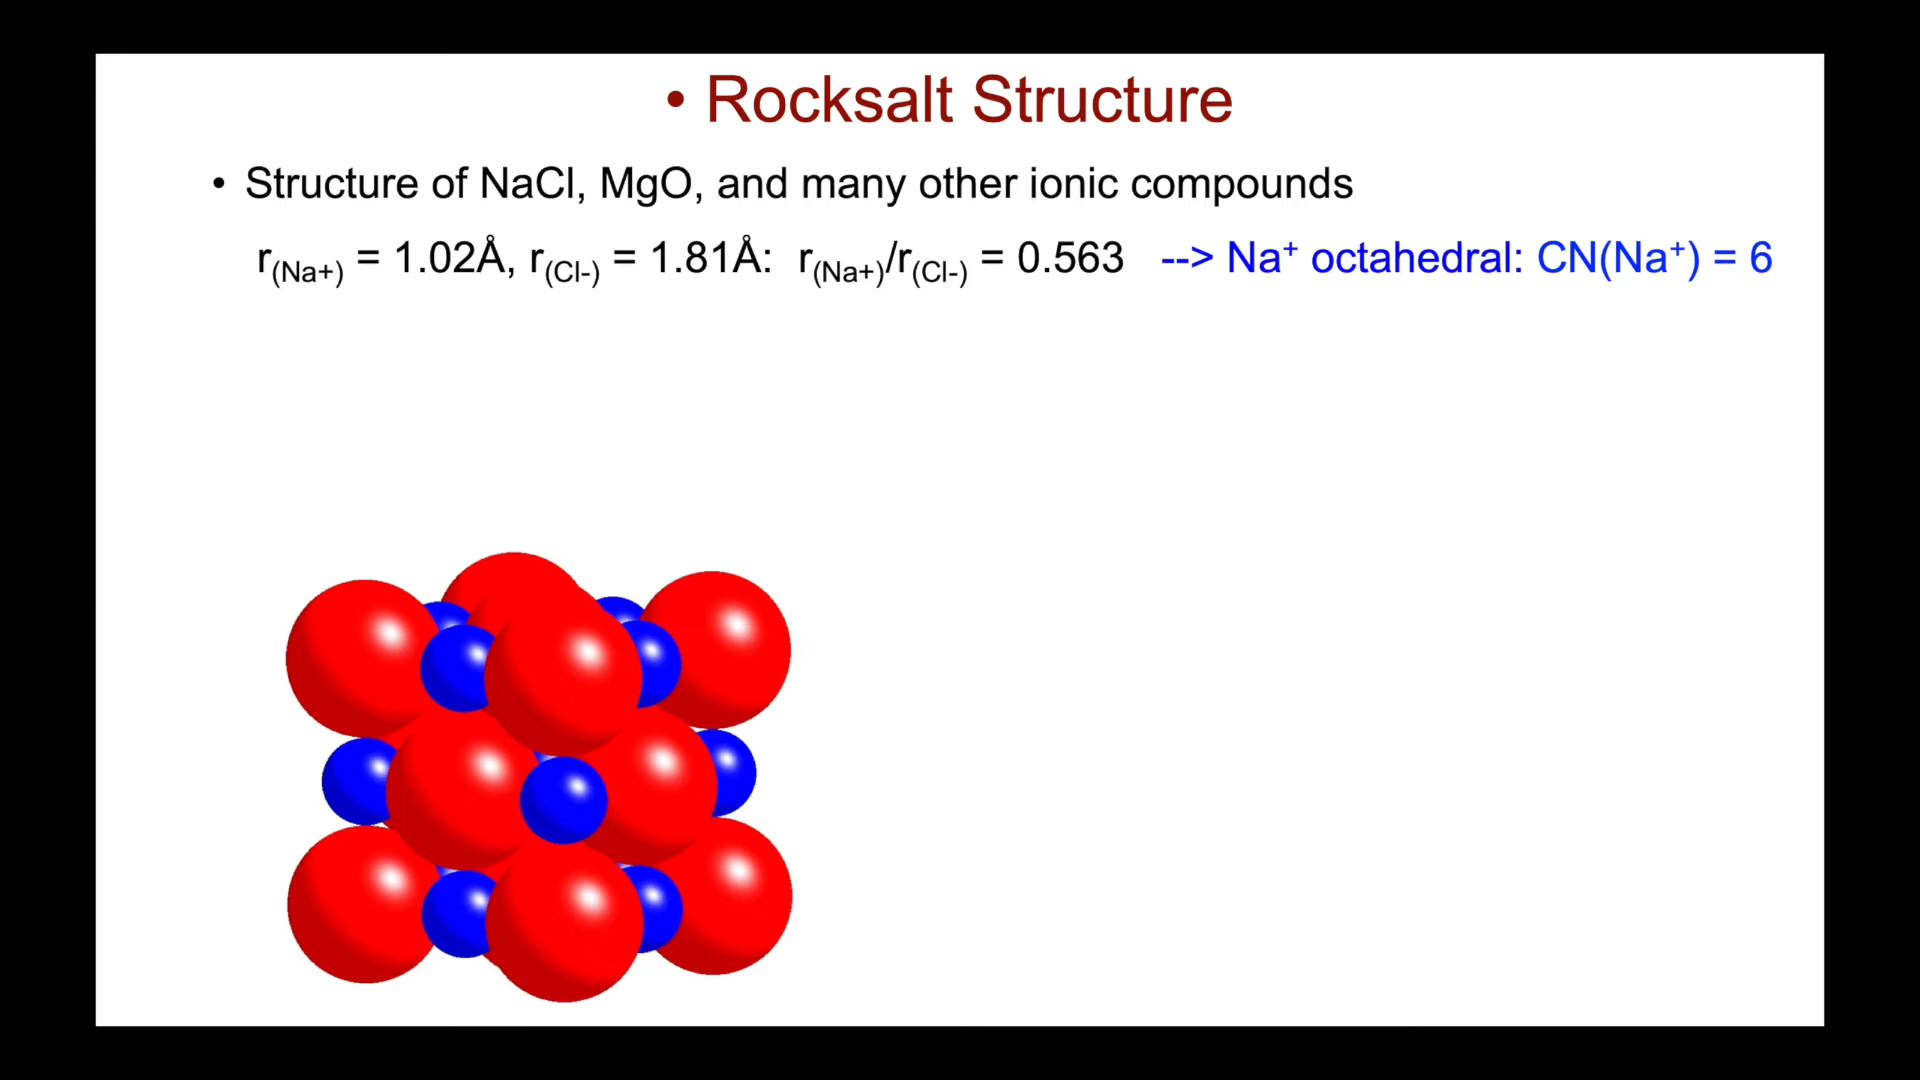 • Rocksalt Structure
• Structure of NaCl, MgO, and many other ionic compounds
r(Na+) = 1.02Å, r(Cl-) = 1.81Å: r(Na+)/r(Cl-) = 0.563 --> Na⁺ octahedral: CN(Na⁺) = 6